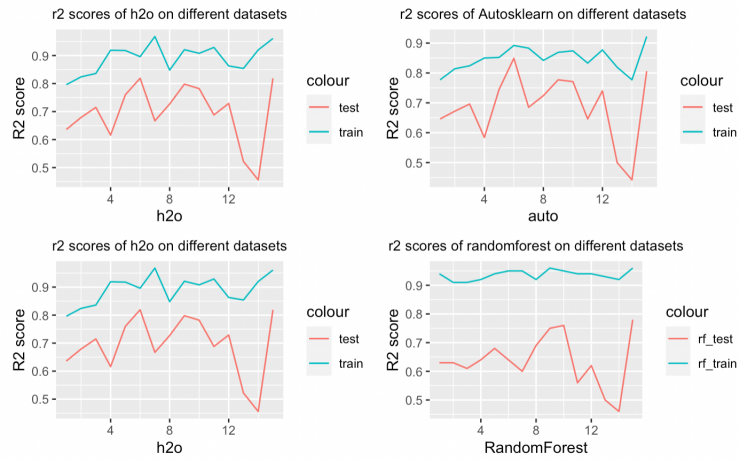 r2 scores of h2o on different datasets
R2 score
0.9
0.8
0.7
0.6
0.5
4 8 12
h2o
colour
test
train
r2 scores of Autosklearn on different datasets
R2 score
0.9
0.8
0.7
0.6
0.5
4 8 12
auto
colour
test
train
r2 scores of h2o on different datasets
R2 score
0.9
0.8
0.7
0.6
0.5
4 8 12
h2o
colour
test
train
r2 scores of randomforest on different datasets
R2 score
0.9
0.8
0.7
0.6
0.5
4 8 12
RandomForest
colour
rf_test
rf_train